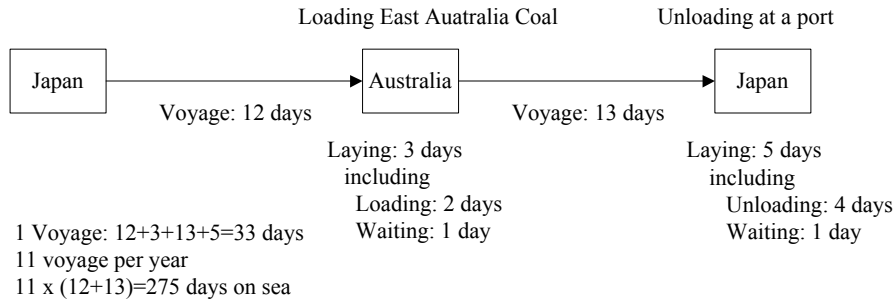 Loading East Auatralia Coal
Unloading at a port
Japan
Australia
Japan
Voyage: 12 days
Voyage: 13 days
Laying: 3 days
including
Loading: 2 days
Waiting: 1 day
Laying: 5 days
including
Unloading: 4 days
Waiting: 1 day
1 Voyage: 12+3+13+5=33 days
11 voyage per year
11 x (12+13)=275 days on sea